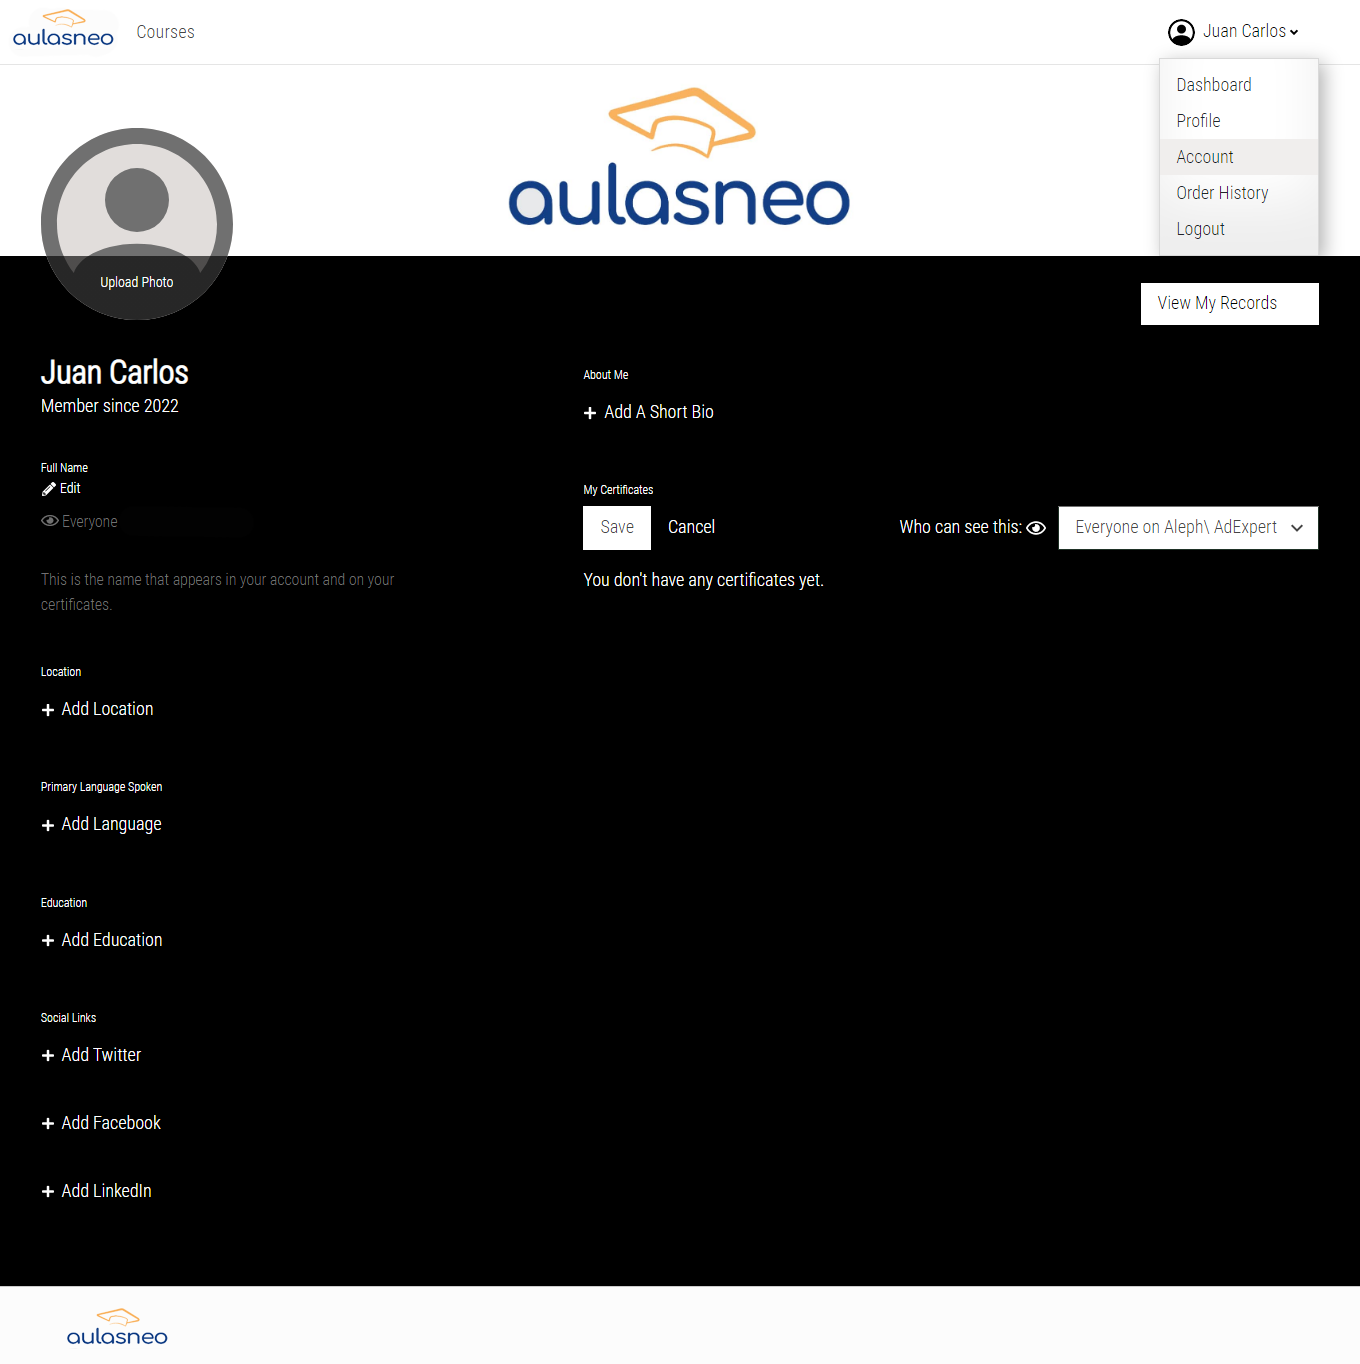 aulasneo Courses Juan Carlos
Dashboard
Profile
Account
Order History
Logout
aulasneo
Upload Photo
View My Records
Juan Carlos
Member since 2022
Full Name
Edit
Everyone
This is the name that appears in your account and on your
certificates.
Location
Add Location
Primary Language Spoken
Add Language
Education
Add Education
Social Links
Add Twitter
Add Facebook
Add LinkedIn
About Me
Add A Short Bio
My Certificates
Save Cancel Who can see this: Everyone on Aleph\ AdExpert
You don't have any certificates yet.
aulasneo